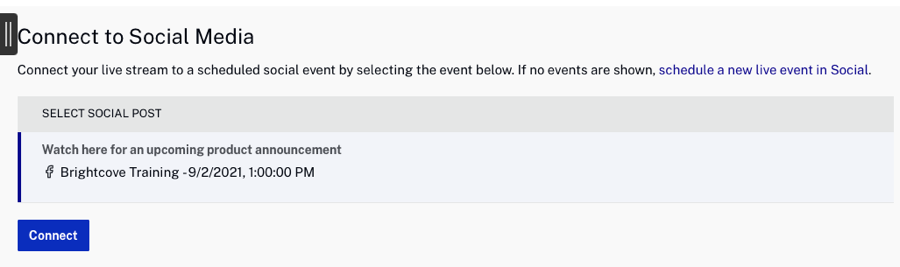 Connect to Social Media
Connect your live stream to a scheduled social event by selecting the event below. If no events are shown, schedule a new live event in Social.
SELECT SOCIAL POST
Watch here for an upcoming product announcement
Brightcove Training - 9/2/2021, 1:00:00 PM
Connect